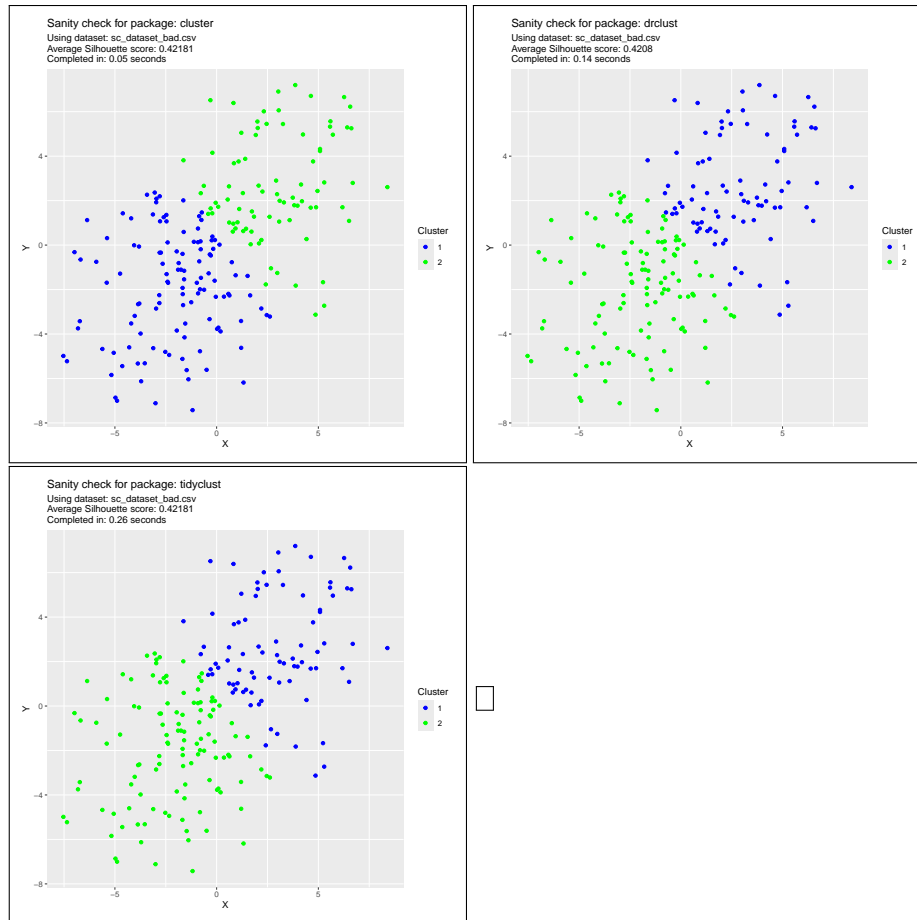 Sanity check for package: cluster
Using dataset: sc_dataset_bad.csv
Average Silhouette score: 0.42181
Completed in: 0.05 seconds
4
0
−4
−8
Y
−5
0
5
X
Cluster
1
2
Sanity check for package: drclust
Using dataset: sc_dataset_bad.csv
Average Silhouette score: 0.4208
Completed in: 0.14 seconds
4
0
−4
−8
Y
−5
0
5
X
Cluster
1
2
Sanity check for package: tidyclust
Using dataset: sc_dataset_bad.csv
Average Silhouette score: 0.42181
Completed in: 0.26 seconds
4
0
−4
−8
Y
−5
0
5
X
Cluster
1
2